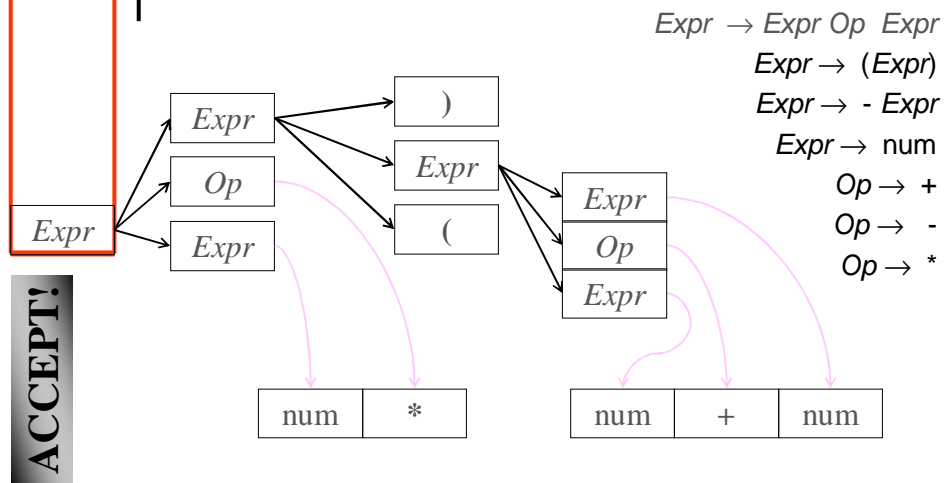 Expr → Expr Op Expr
Expr → (Expr)
Expr → - Expr
Expr → num
Op → +
Op → -
Op → *
)
Expr
Expr
Op
Expr
(
Expr
Expr
Op
Expr
Expr
ACCEPT!
num * num + num